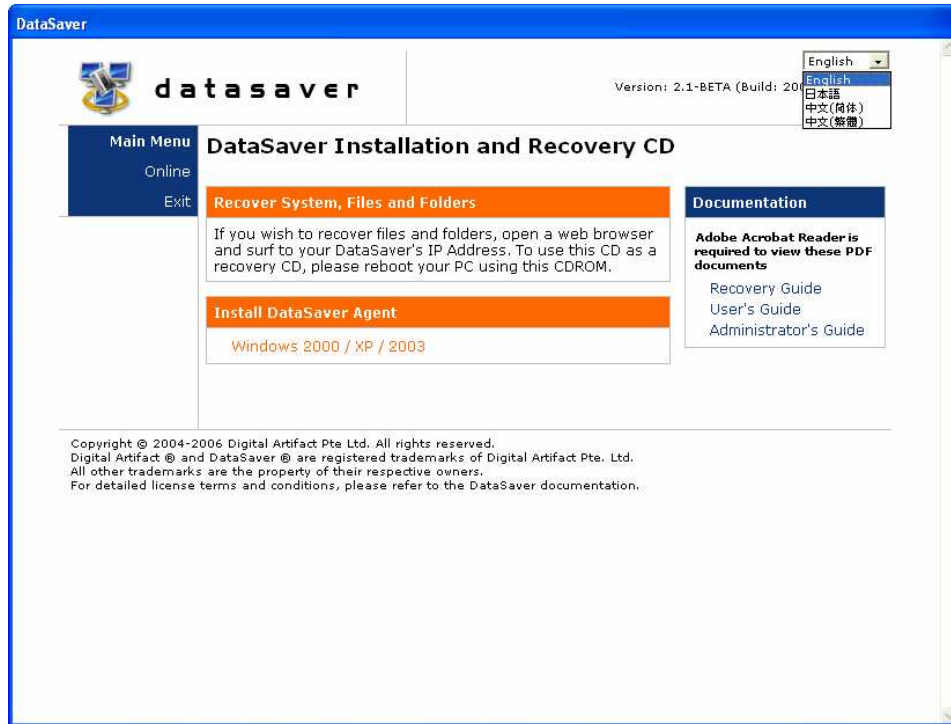 DataSaver
datasaver
Version: 2.1-BETA (Build:
English
English
日本語
中文(简体)
中文(繁體)
Main Menu
Online
Exit
DataSaver Installation and Recovery CD
Recover System, Files and Folders
If you wish to recover files and folders, open a web browser
and surf to your DataSaver's IP Address. To use this CD as a
recovery CD, please reboot your PC using this CDROM.
Install DataSaver Agent
Windows 2000 / XP / 2003
Documentation
Adobe Acrobat Reader is
required to view these PDF
documents
Recovery Guide
User's Guide
Administrator's Guide
Copyright © 2004-2006 Digital Artifact Pte Ltd. All rights reserved.
Digital Artifact ® and DataSaver ® are registered trademarks of Digital Artifact Pte. Ltd.
All other trademarks are the property of their respective owners.
For detailed license terms and conditions, please refer to the DataSaver documentation.